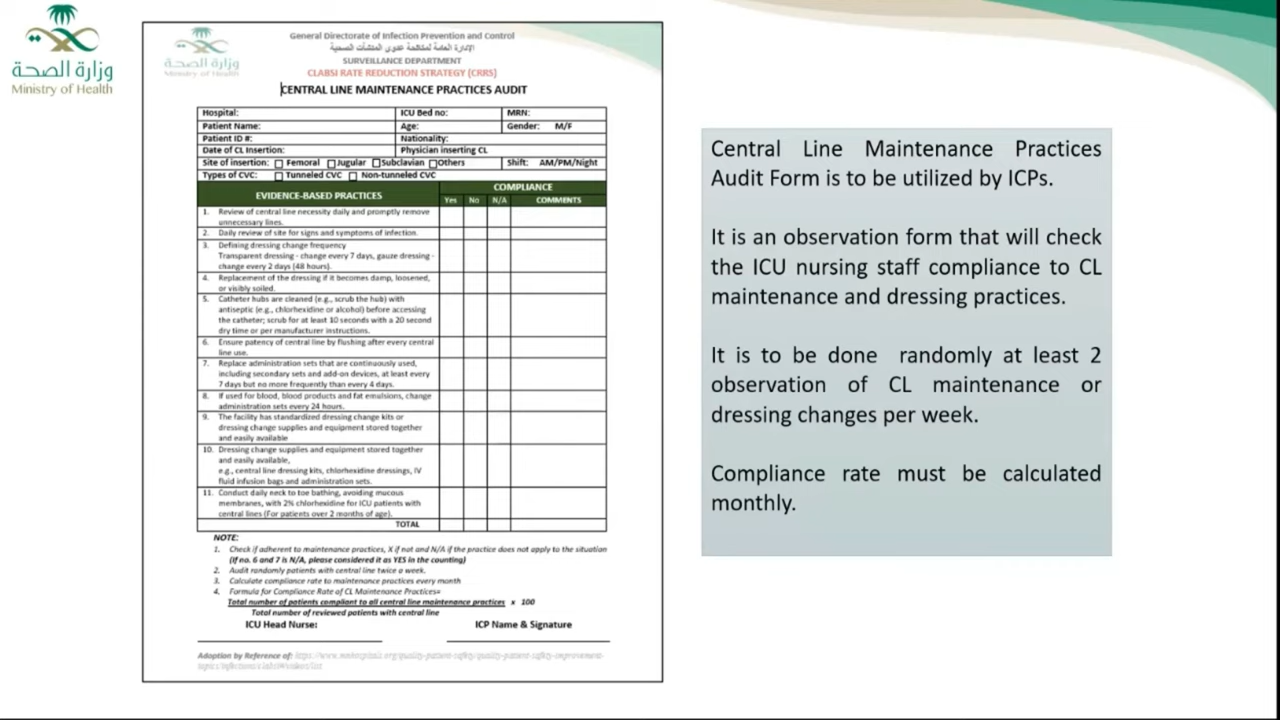 وزارة الصحة
Ministry of Health
وزارة الصحة
Ministry of Health
General Directorate of Infection Prevention and Control
الإدارة العامة لمكافحة عدوى المنشآت الصحية
SURVEILLANCE DEPARTMENT
CLABSI RATE REDUCTION STRATEGY (CRRS)
CENTRAL LINE MAINTENANCE PRACTICES AUDIT
Hospital: ICU Bed no: MRN:
Patient Name: Age: Gender: M/F
Patient ID #: Nationality:
Date of CL Insertion: Physician inserting CL
Site of insertion: Femoral Jugular Subclavian Others Shift: AM/PM/Night
Types of CVC: Tunneled CVC Non-tunneled CVC
EVIDENCE-BASED PRACTICES COMPLIANCE
Yes No N/A COMMENTS
1. Review of central line necessity daily and promptly remove
unnecessary lines.
2. Daily review of site for signs and symptoms of infection.
3. Defining dressing change frequency
Transparent dressing - change every 7 days, gauze dressing -
change every 2 days (48 hours).
4. Replacement of the dressing if it becomes damp, loosened,
or visibly soiled.
5. Catheter hubs are cleaned (e.g., scrub the hub) with
antiseptic (e.g., chlorhexidine or alcohol) before accessing
the catheter; scrub for at least 10 seconds with a 20 second
dry time or per manufacturer instructions.
6. Ensure patency of central line by flushing after every central
line use.
7. Replace administration sets that are continuously used,
including secondary sets and add-on devices, at least every
7 days but no more frequently than every 4 days.
8. If used for blood, blood products and fat emulsions, change
administration sets every 24 hours.
9. The facility has standardized dressing change kits or
dressing change supplies and equipment stored together
and easily available
10. Dressing change supplies and equipment stored together
and easily available,
e.g., central line dressing kits, chlorhexidine dressings, IV
fluid infusion bags and administration sets.
11. Conduct daily neck to toe bathing, avoiding mucous
membranes, with 2% chlorhexidine for ICU patients with
central lines (For patients over 2 months of age).
TOTAL
NOTE:
1. Check if adherent to maintenance practices, X if not and N/A if the practice does not apply to the situation
(If no. 6 and 7 is N/A, please considered it as YES in the counting)
2. Audit randomly patients with central line twice a week.
3. Calculate compliance rate to maintenance practices every month
4. Formula for Compliance Rate of CL Maintenance Practices=
Total number of patients compliant to all central line maintenance practices x 100
Total number of reviewed patients with central line
ICU Head Nurse: ICP Name & Signature
Adoption by Reference of:
Central Line Maintenance Practices
Audit Form is to be utilized by ICPs.
It is an observation form that will check
the ICU nursing staff compliance to CL
maintenance and dressing practices.
It is to be done randomly at least 2
observation of CL maintenance or
dressing changes per week.
Compliance rate must be calculated
monthly.